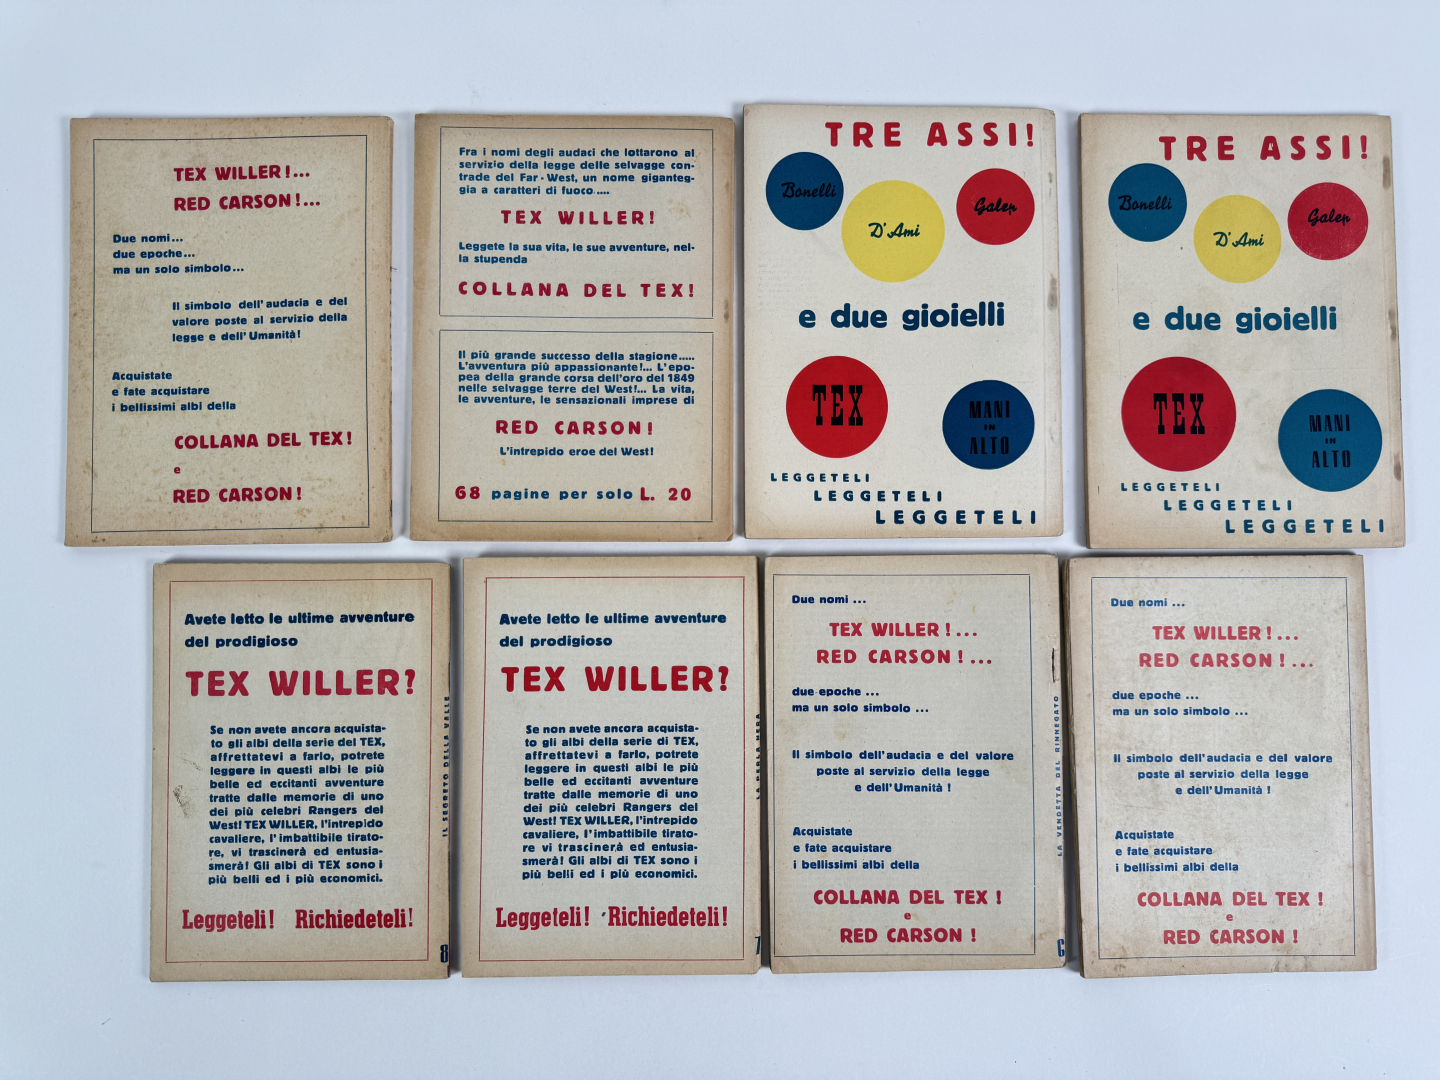 TEX WILLER!...
RED CARSON!...
Due nomi...
due epoche...
ma un solo simbolo...
Il simbolo dell'audacia e del
valore poste al servizio della
legge e dell'Umanità!
Acquistate
e fate acquistare
i bellissimi albi della
COLLANA DEL TEX!
e
RED CARSON!
Fra i nomi degli audaci che lottarono al
servizio della legge delle selvagge con-
trade del Far-West, un nome giganteg-
gia a caratteri di fuoco....
TEX WILLER!
Leggete la sua vita, le sue avventure, nel-
la stupenda
COLLANA DEL TEX!
Il più grande successo della stagione.....
L'avventura più appassionante!... L'epo-
pea della grande corsa dell'oro del 1849
nelle selvagge terre del West!... La vita,
le avventure, le sensazionali imprese di
RED CARSON!
L'intrepido eroe del West!
68 pagine per solo L. 20
TRE ASSI!
Bonelli
D'Ami
Galep
e due gioielli
TEX
MANI
IN
ALTO
LEGGETELI
LEGGETELI
LEGGETELI
TRE ASSI!
Bonelli
D'Ami
Galep
e due gioielli
TEX
MANI
IN
ALTO
LEGGETELI
LEGGETELI
LEGGETELI
Avete letto le ultime avventure
del prodigioso
TEX WILLER?
Se non avete ancora acquista-
to gli albi della serie del TEX,
affrettatevi a farlo, potrete
leggere in questi albi le più
belle ed eccitanti avventure
tratte dalle memorie di uno
dei più celebri Rangers del
West! TEX WILLER, l'intrepido
cavaliere, l'imbattibile tirato-
re, vi trascinerà ed entusia-
smerà! Gli albi di TEX sono i
più belli ed i più economici.
Leggeteli! Richiedeteli!
IL SEGRETO DELLA VALLE
8
Avete letto le ultime avventure
del prodigioso
TEX WILLER?
Se non avete ancora acquista-
to gli albi della serie di TEX,
affrettatevi a farlo, potrete
leggere in questi albi le più
belle ed eccitanti avventure
tratte dalle memorie di uno
dei più celebri Rangers del
West! TEX WILLER, l'intrepido
cavaliere, l'imbattibile tirato-
re, vi trascinerà ed entusia-
smerà! Gli albi di TEX sono i
più belli ed i più economici.
Leggeteli! Richiedeteli!
LA PERLA NERA
7
Due nomi ...
TEX WILLER!...
RED CARSON!...
due epoche ...
ma un solo simbolo ...
Il simbolo dell'audacia e del valore
poste al servizio della legge
e dell'Umanità!
Acquistate
e fate acquistare
i bellissimi albi della
COLLANA DEL TEX!
e
RED CARSON!
LA VENDETTA DEL RINNEGATO
6
Due nomi ...
TEX WILLER!...
RED CARSON!...
due epoche ...
ma un solo simbolo ...
Il simbolo dell'audacia e del valore
poste al servizio della legge
e dell'Umanità!
Acquistate
e fate acquistare
i bellissimi albi della
COLLANA DEL TEX!
e
RED CARSON!